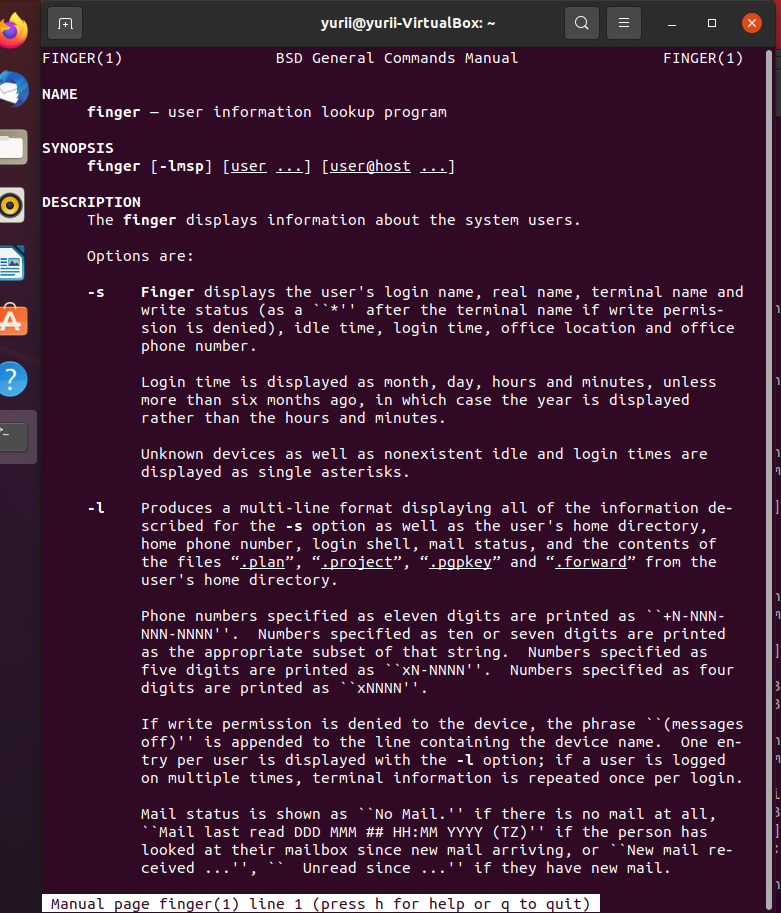 yurii@yurii-VirtualBox: ~
FINGER(1) BSD General Commands Manual FINGER(1)
NAME
finger — user information lookup program
SYNOPSIS
finger [-lmsp] [user ...] [user@host ...]
DESCRIPTION
The finger displays information about the system users.
Options are:
-s Finger displays the user's login name, real name, terminal name and
write status (as a ``*'' after the terminal name if write permis-
sion is denied), idle time, login time, office location and office
phone number.
Login time is displayed as month, day, hours and minutes, unless
more than six months ago, in which case the year is displayed
rather than the hours and minutes.
Unknown devices as well as nonexistent idle and login times are
displayed as single asterisks.
-l Produces a multi-line format displaying all of the information de-
scribed for the -s option as well as the user's home directory,
home phone number, login shell, mail status, and the contents of
the files “.plan”, “.project”, “.pgpkey” and “.forward” from the
user's home directory.
Phone numbers specified as eleven digits are printed as ``+N-NNN-
NNN-NNNN''.  Numbers specified as ten or seven digits are printed
as the appropriate subset of that string.  Numbers specified as
five digits are printed as ``xN-NNNN''.  Numbers specified as four
digits are printed as ``xNNNN''.
If write permission is denied to the device, the phrase ``(messages
off)'' is appended to the line containing the device name.  One en-
try per user is displayed with the -l option; if a user is logged
on multiple times, terminal information is repeated once per login.
Mail status is shown as ``No Mail.'' if there is no mail at all,
``Mail last read DDD MMM ## HH:MM YYYY (TZ)'' if the person has
looked at their mailbox since new mail arriving, or ``New mail re-
ceived ...'', ``  Unread since ...'' if they have new mail.
Manual page finger(1) line 1 (press h for help or q to quit)